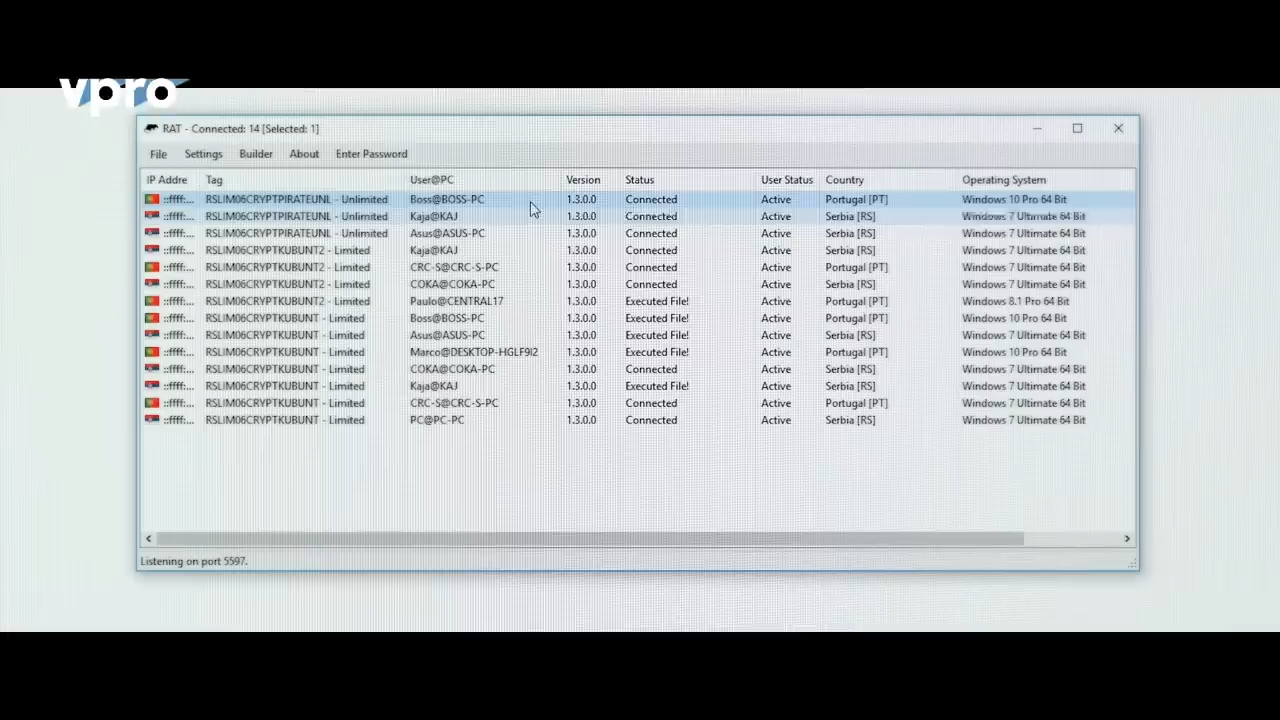 vpro
RAT - Connected: 14 [Selected: 1]
File Settings Builder About Enter Password
IP Addre Tag User@PC Version Status User Status Country Operating System
::ffff:... RSLIM06CRYPTPIRATEUNL - Unlimited Boss@BOSS-PC 1.3.0.0 Connected Active Portugal [PT] Windows 10 Pro 64 Bit
::ffff:... RSLIM06CRYPTPIRATEUNL - Unlimited Kaja@KAJ 1.3.0.0 Connected Active Serbia [RS] Windows 7 Ultimate 64 Bit
::ffff:... RSLIM06CRYPTPIRATEUNL - Unlimited Asus@ASUS-PC 1.3.0.0 Connected Active Serbia [RS] Windows 7 Ultimate 64 Bit
::ffff:... RSLIM06CRYPTKUBUNT2 - Limited Kaja@KAJ 1.3.0.0 Connected Active Serbia [RS] Windows 7 Ultimate 64 Bit
::ffff:... RSLIM06CRYPTKUBUNT2 - Limited CRC-S@CRC-S-PC 1.3.0.0 Connected Active Portugal [PT] Windows 7 Ultimate 64 Bit
::ffff:... RSLIM06CRYPTKUBUNT2 - Limited COKA@COKA-PC 1.3.0.0 Connected Active Serbia [RS] Windows 7 Ultimate 64 Bit
::ffff:... RSLIM06CRYPTKUBUNT2 - Limited Paulo@CENTRAL17 1.3.0.0 Executed File! Active Portugal [PT] Windows 8.1 Pro 64 Bit
::ffff:... RSLIM06CRYPTKUBUNT - Limited Boss@BOSS-PC 1.3.0.0 Executed File! Active Portugal [PT] Windows 10 Pro 64 Bit
::ffff:... RSLIM06CRYPTKUBUNT - Limited Asus@ASUS-PC 1.3.0.0 Executed File! Active Serbia [RS] Windows 7 Ultimate 64 Bit
::ffff:... RSLIM06CRYPTKUBUNT - Limited Marco@DESKTOP-HGLF9I2 1.3.0.0 Executed File! Active Portugal [PT] Windows 10 Pro 64 Bit
::ffff:... RSLIM06CRYPTKUBUNT - Limited COKA@COKA-PC 1.3.0.0 Connected Active Serbia [RS] Windows 7 Ultimate 64 Bit
::ffff:... RSLIM06CRYPTKUBUNT - Limited Kaja@KAJ 1.3.0.0 Executed File! Active Serbia [RS] Windows 7 Ultimate 64 Bit
::ffff:... RSLIM06CRYPTKUBUNT - Limited CRC-S@CRC-S-PC 1.3.0.0 Connected Active Portugal [PT] Windows 7 Ultimate 64 Bit
::ffff:... RSLIM06CRYPTKUBUNT - Limited PC@PC-PC 1.3.0.0 Connected Active Serbia [RS] Windows 7 Ultimate 64 Bit
Listening on port 5597.